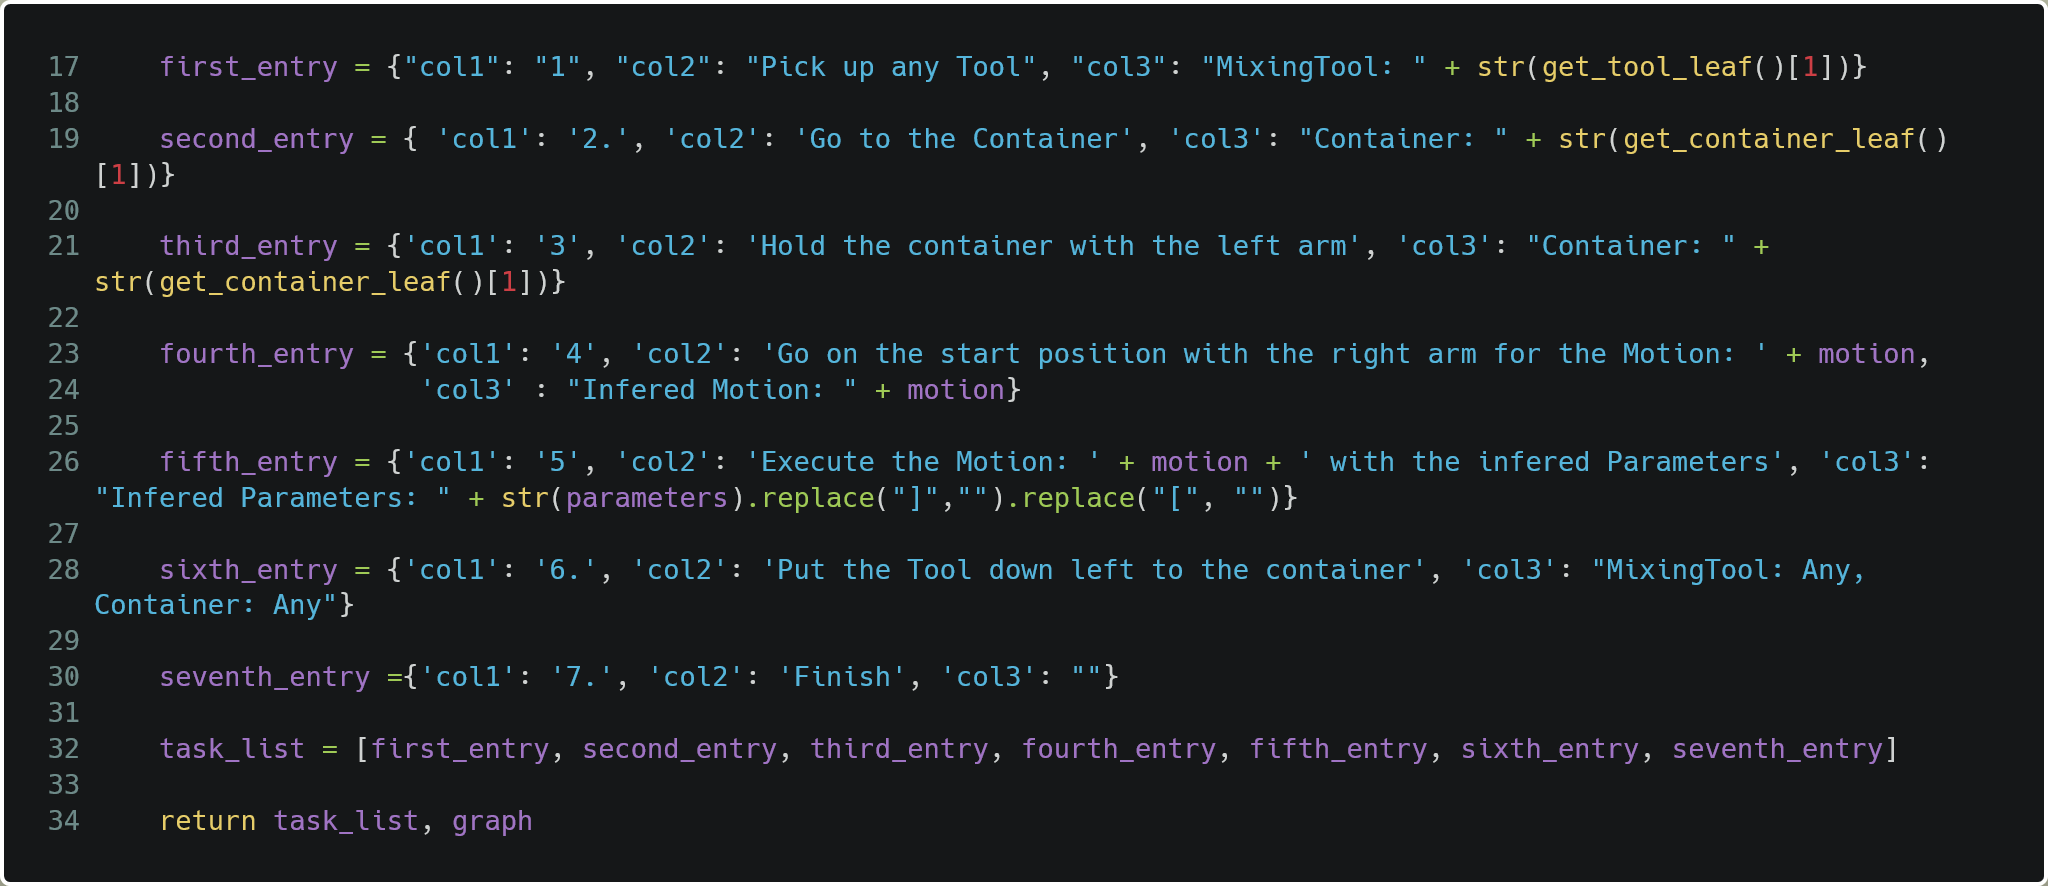 17     first_entry = {"col1": "1", "col2": "Pick up any Tool", "col3": "MixingTool: " + str(get_tool_leaf()[1])}
18
19     second_entry = { 'col1': '2.', 'col2': 'Go to the Container', 'col3': "Container: " + str(get_container_leaf()
[1])}
20
21     third_entry = {'col1': '3', 'col2': 'Hold the container with the left arm', 'col3': "Container: " +
str(get_container_leaf()[1])}
22
23     fourth_entry = {'col1': '4', 'col2': 'Go on the start position with the right arm for the Motion: ' + motion,
24                     'col3' : "Infered Motion: " + motion}
25
26     fifth_entry = {'col1': '5', 'col2': 'Execute the Motion: ' + motion + ' with the infered Parameters', 'col3':
"Infered Parameters: " + str(parameters).replace("]","").replace("[", "")}
27
28     sixth_entry = {'col1': '6.', 'col2': 'Put the Tool down left to the container', 'col3': "MixingTool: Any,
Container: Any"}
29
30     seventh_entry ={'col1': '7.', 'col2': 'Finish', 'col3': ""}
31
32     task_list = [first_entry, second_entry, third_entry, fourth_entry, fifth_entry, sixth_entry, seventh_entry]
33
34     return task_list, graph